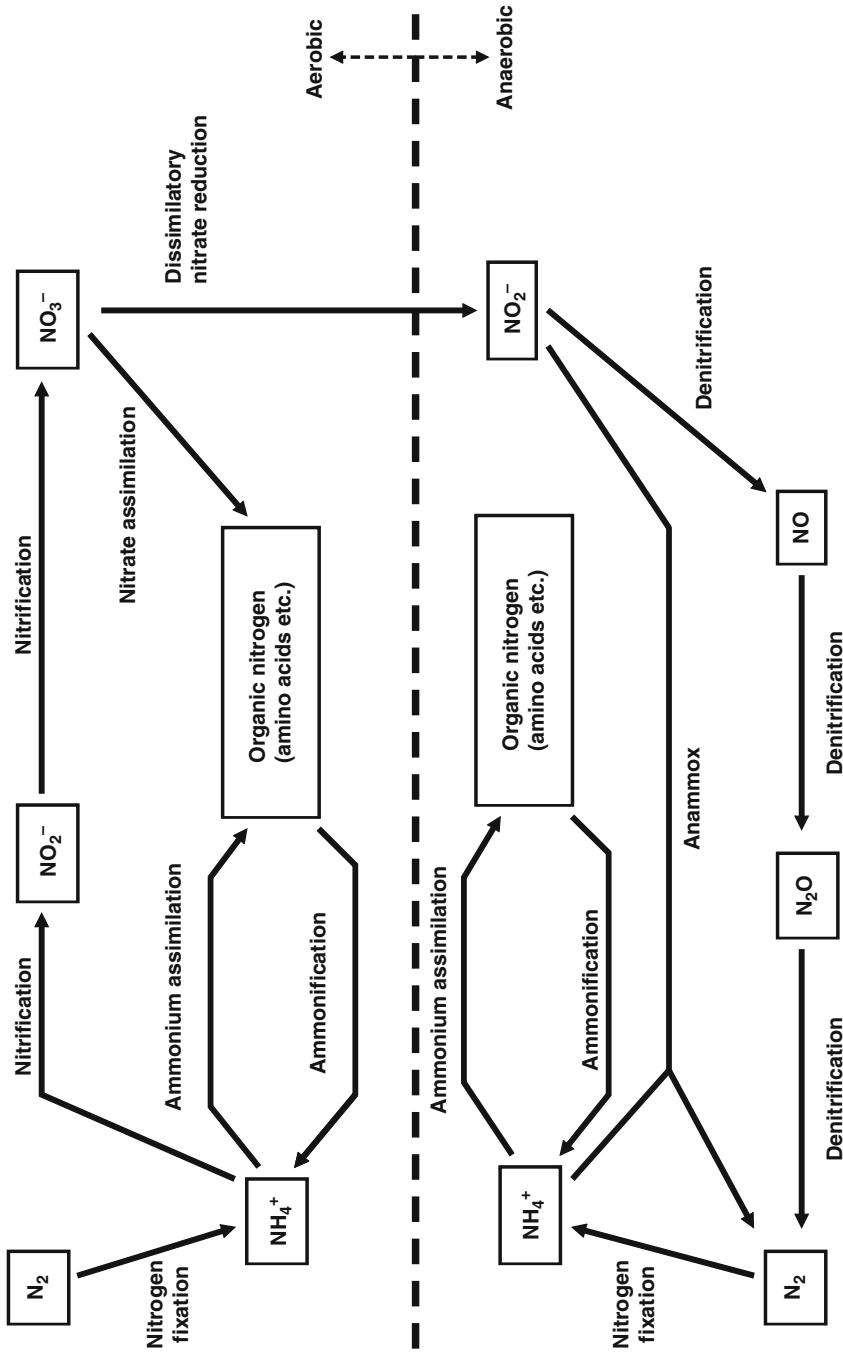 N₂
Nitrogen
fixation
NH₄⁺
Nitrification
NO₂⁻
Nitrification
NO₃⁻
Ammonium assimilation
Ammonification
Organic nitrogen
(amino acids etc.)
Nitrate assimilation
Dissimilatory
nitrate reduction
Aerobic
Anaerobic
N₂
Nitrogen
fixation
NH₄⁺
Ammonium assimilation
Ammonification
Organic nitrogen
(amino acids etc.)
NO₂⁻
Anammox
Denitrification
NO
Denitrification
N₂O
Denitrification